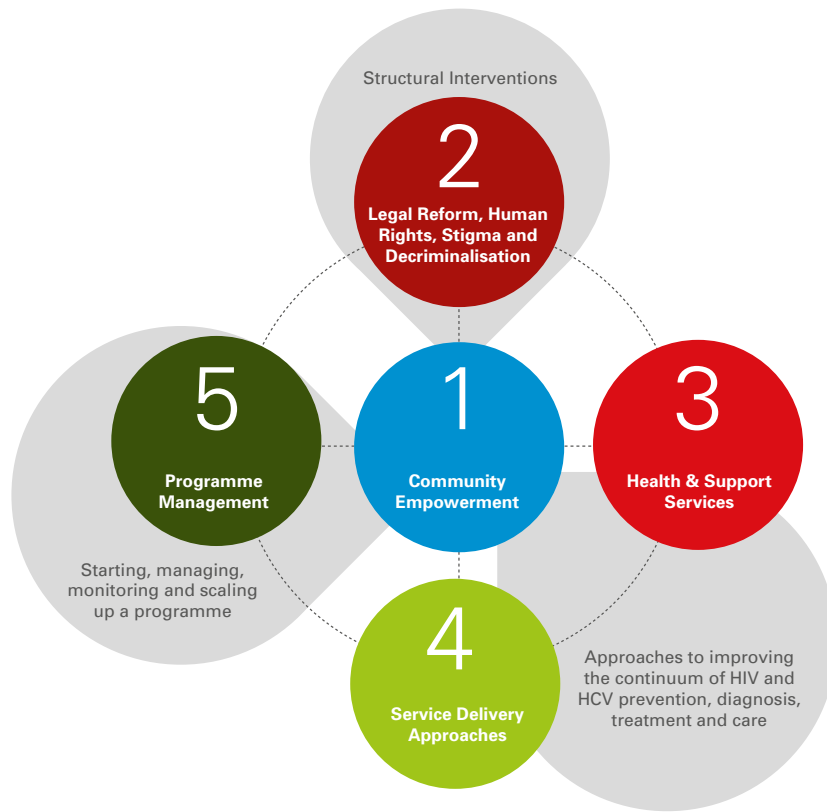 Structural Interventions
2
Legal Reform, Human
Rights, Stigma and
Decriminalisation
5
Programme
Management
1
Community
Empowerment
3
Health & Support
Services
Starting, managing,
monitoring and scaling
up a programme
4
Service Delivery
Approaches
Approaches to improving
the continuum of HIV and
HCV prevention, diagnosis,
treatment and care